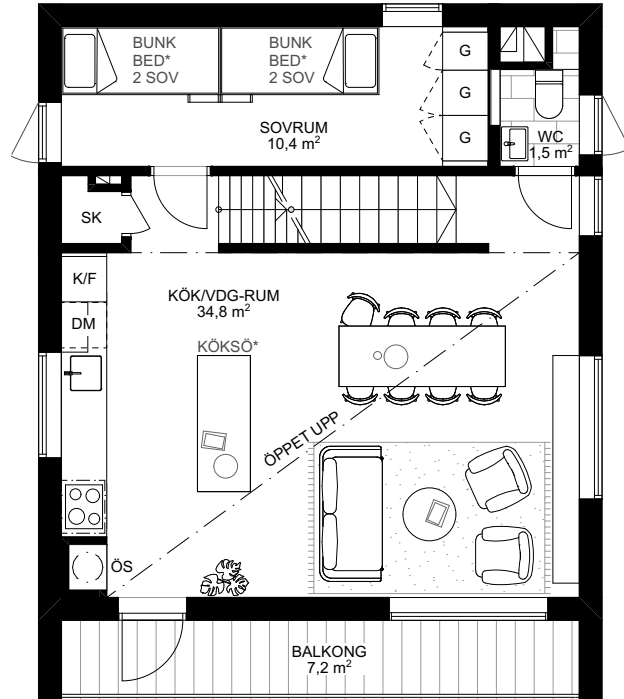 BUNK
BED*
2 SOV
BUNK
BED*
2 SOV
G
G
G
SOVRUM
10,4 m²
WC
1,5 m²
SK
K/F
DM
KÖK/VDG-RUM
34,8 m²
KÖKSÖ*
ÖPPET UPP
ÖS
BALKONG
7,2 m²